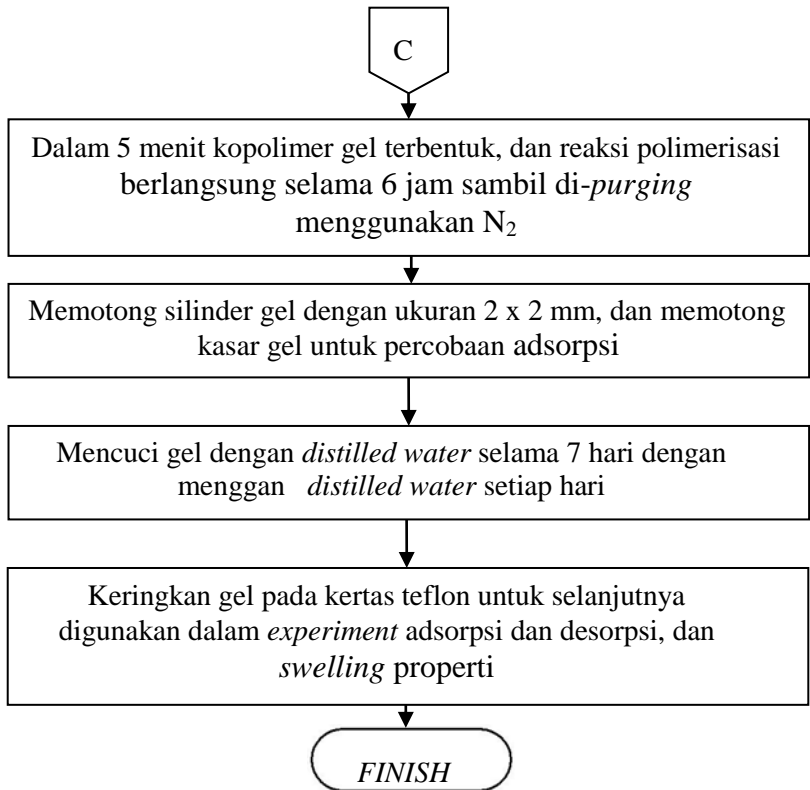 C
Dalam 5 menit kopolimer gel terbentuk, dan reaksi polimerisasi
berlangsung selama 6 jam sambil di-purging
menggunakan N₂
Memotong silinder gel dengan ukuran 2 x 2 mm, dan memotong
kasar gel untuk percobaan adsorpsi
Mencuci gel dengan distilled water selama 7 hari dengan
menggan distilled water setiap hari
Keringkan gel pada kertas teflon untuk selanjutnya
digunakan dalam experiment adsorpsi dan desorpsi, dan
swelling properti
FINISH